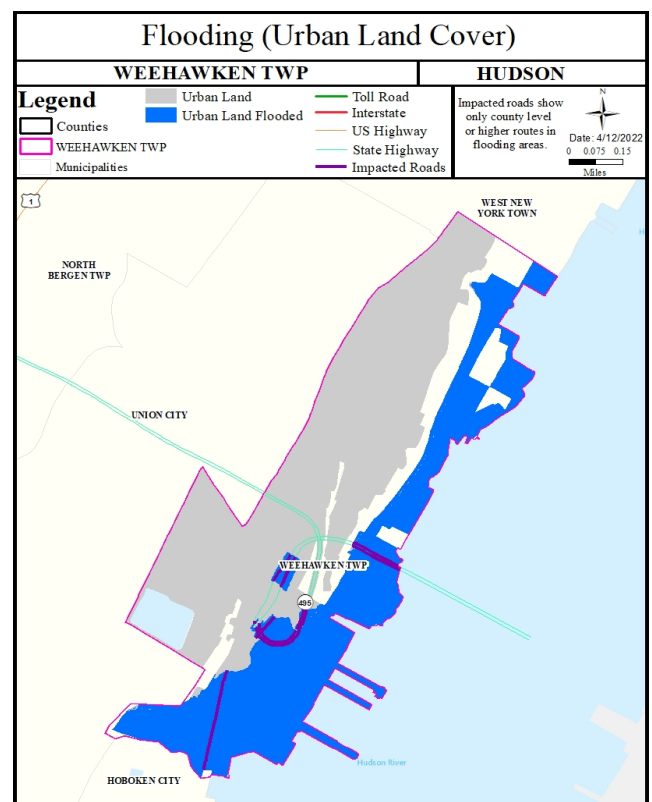 Flooding (Urban Land Cover)
WEEHAWKEN TWP
HUDSON
Legend
Counties
WEEHAWKEN TWP
Municipalities
Urban Land
Urban Land Flooded
Toll Road
Interstate
US Highway
State Highway
Impacted Roads
Impacted roads show
only county level
or higher routes in
flooding areas.
N
Date: 4/12/2022
0 0.075 0.15
Miles
1
WEST NEW
YORK TOWN
H
NORTH
BERGEN TWP
UNION CITY
WEEHAWKEN TWP
495
Hudson River
HOBOKEN CITY